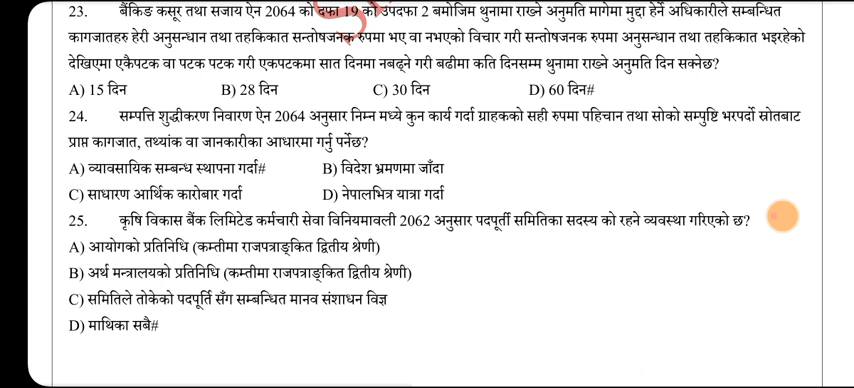 23. बैंकिङ कसूर तथा सजाय ऐन 2064 को दफा 19 को उपदफा 2 बमोजिम थुनामा राख्ने अनुमति मागेमा मुद्दा हेर्ने अधिकारीले सम्बन्धित
कागजातहरु हेरी अनुसन्धान तथा तहकिकात सन्तोषजनक रुपमा भए वा नभएको विचार गरी सन्तोषजनक रुपमा अनुसन्धान तथा तहकिकात भइरहेको
देखिएमा एकैपटक वा पटक पटक गरी एकपटकमा सात दिनमा नबढ्ने गरी बढीमा कति दिनसम्म थुनामा राख्ने अनुमति दिन सक्नेछ?
A) 15 दिन B) 28 दिन C) 30 दिन D) 60 दिन#
24. सम्पत्ति शुद्धीकरण निवारण ऐन 2064 अनुसार निम्न मध्ये कुन कार्य गर्दा ग्राहकको सही रुपमा पहिचान तथा सोको सम्पुष्टि भरपर्दो स्रोतबाट
प्राप्त कागजात, तथ्यांक वा जानकारीका आधारमा गर्नु पर्नेछ?
A) व्यावसायिक सम्बन्ध स्थापना गर्दा# B) विदेश भ्रमणमा जाँदा
C) साधारण आर्थिक कारोबार गर्दा D) नेपालभित्र यात्रा गर्दा
25. कृषि विकास बैंक लिमिटेड कर्मचारी सेवा विनियमावली 2062 अनुसार पदपूर्ती समितिका सदस्य को रहने व्यवस्था गरिएको छ?
A) आयोगको प्रतिनिधि (कम्तीमा राजपत्राङ्कित द्वितीय श्रेणी)
B) अर्थ मन्त्रालयको प्रतिनिधि (कम्तीमा राजपत्राङ्कित द्वितीय श्रेणी)
C) समितिले तोकेको पदपूर्ति सँग सम्बन्धित मानव संशाधन विज्ञ
D) माथिका सबै#